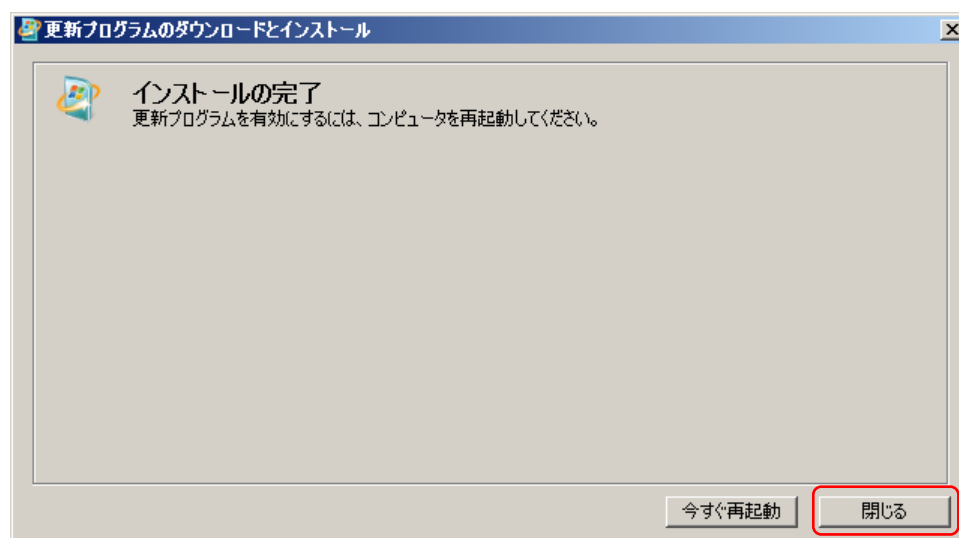 更新プログラムのダウンロードとインストール
インストールの完了
更新プログラムを有効にするには、コンピュータを再起動してください。
今すぐ再起動
閉じる